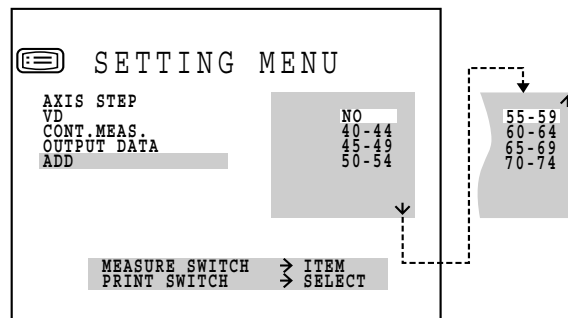 SETTING MENU
AXIS STEP
VD
CONT.MEAS.
OUTPUT DATA
ADD
NO
40-44
45-49
50-54
55-59
60-64
65-69
70-74
MEASURE SWITCH → ITEM
PRINT SWITCH → SELECT